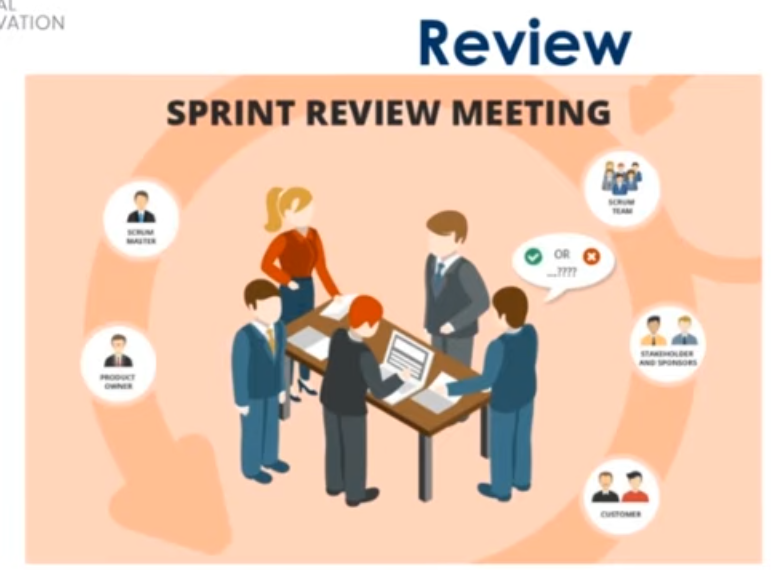 AL
VATION
Review
SPRINT REVIEW MEETING
SCRUM
MASTER
SCRUM
TEAM
OR
...????
PRODUCT
OWNER
STAKEHOLDER
AND SPONSORS
CUSTOMER